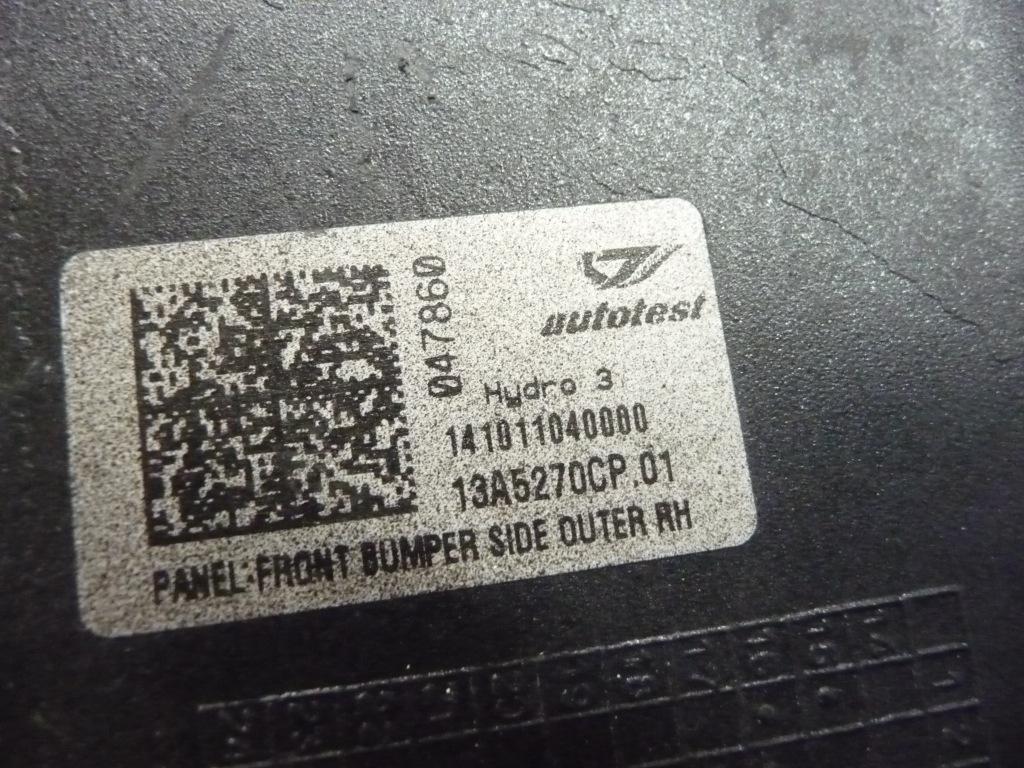 047860
autotest
Hydro 3
141011040000
13A5270CP.01
PANEL:FRONT BUMPER SIDE OUTER RH